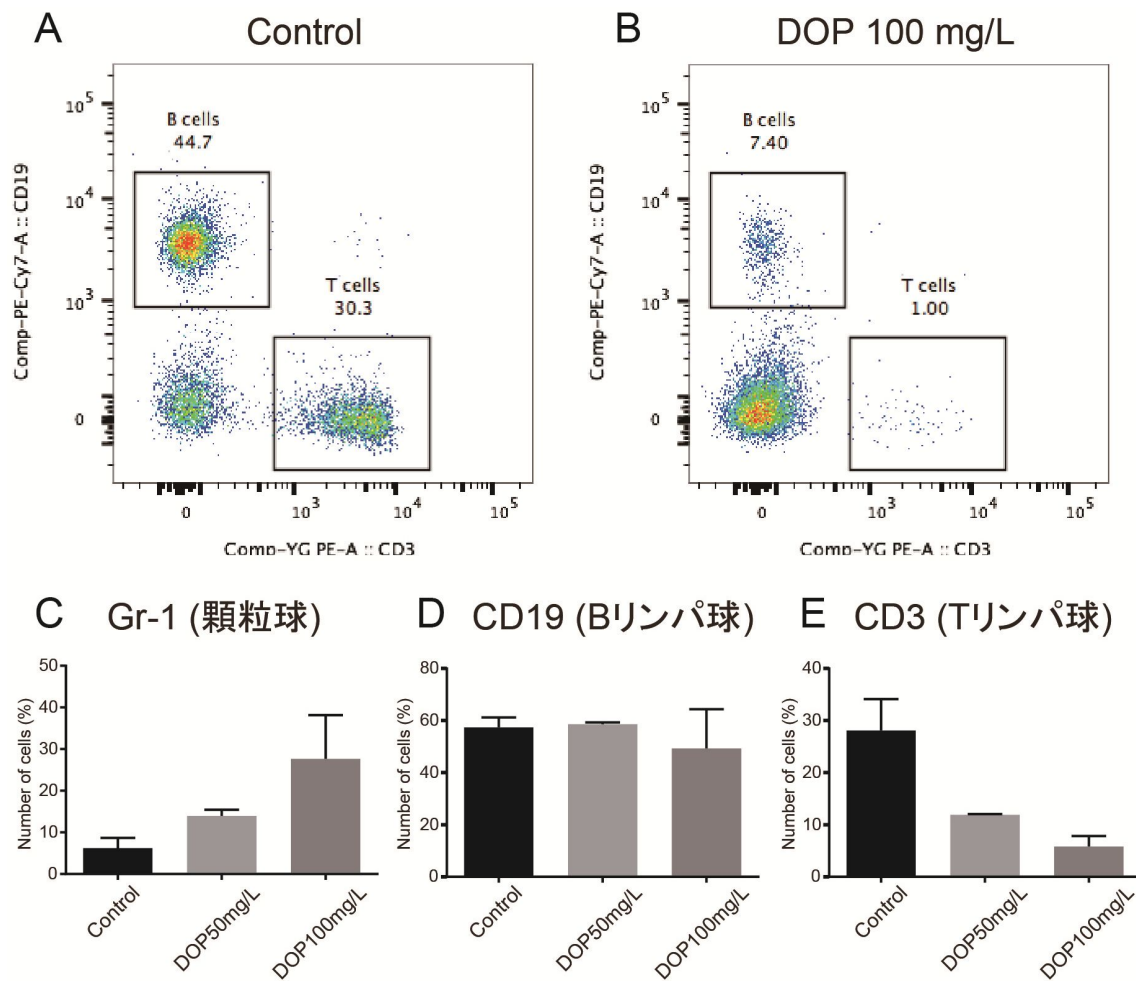 A Control
B DOP 100 mg/L
Comp-PE-Cy7-A :: CD19
10^5
10^4
10^3
0
B cells
44.7
T cells
30.3
0 10^3 10^4 10^5
Comp-YG PE-A :: CD3
Comp-PE-Cy7-A :: CD19
10^5
10^4
10^3
0
B cells
7.40
T cells
1.00
0 10^3 10^4 10^5
Comp-YG PE-A :: CD3
C Gr-1 (顆粒球)
Number of cells (%)
50
40
30
20
10
0
Control
DOP50mg/L
DOP100mg/L
D CD19 (Bリンパ球)
Number of cells (%)
80
60
40
20
0
Control
DOP50mg/L
DOP100mg/L
E CD3 (Tリンパ球)
Number of cells (%)
40
30
20
10
0
Control
DOP50mg/L
DOP100mg/L